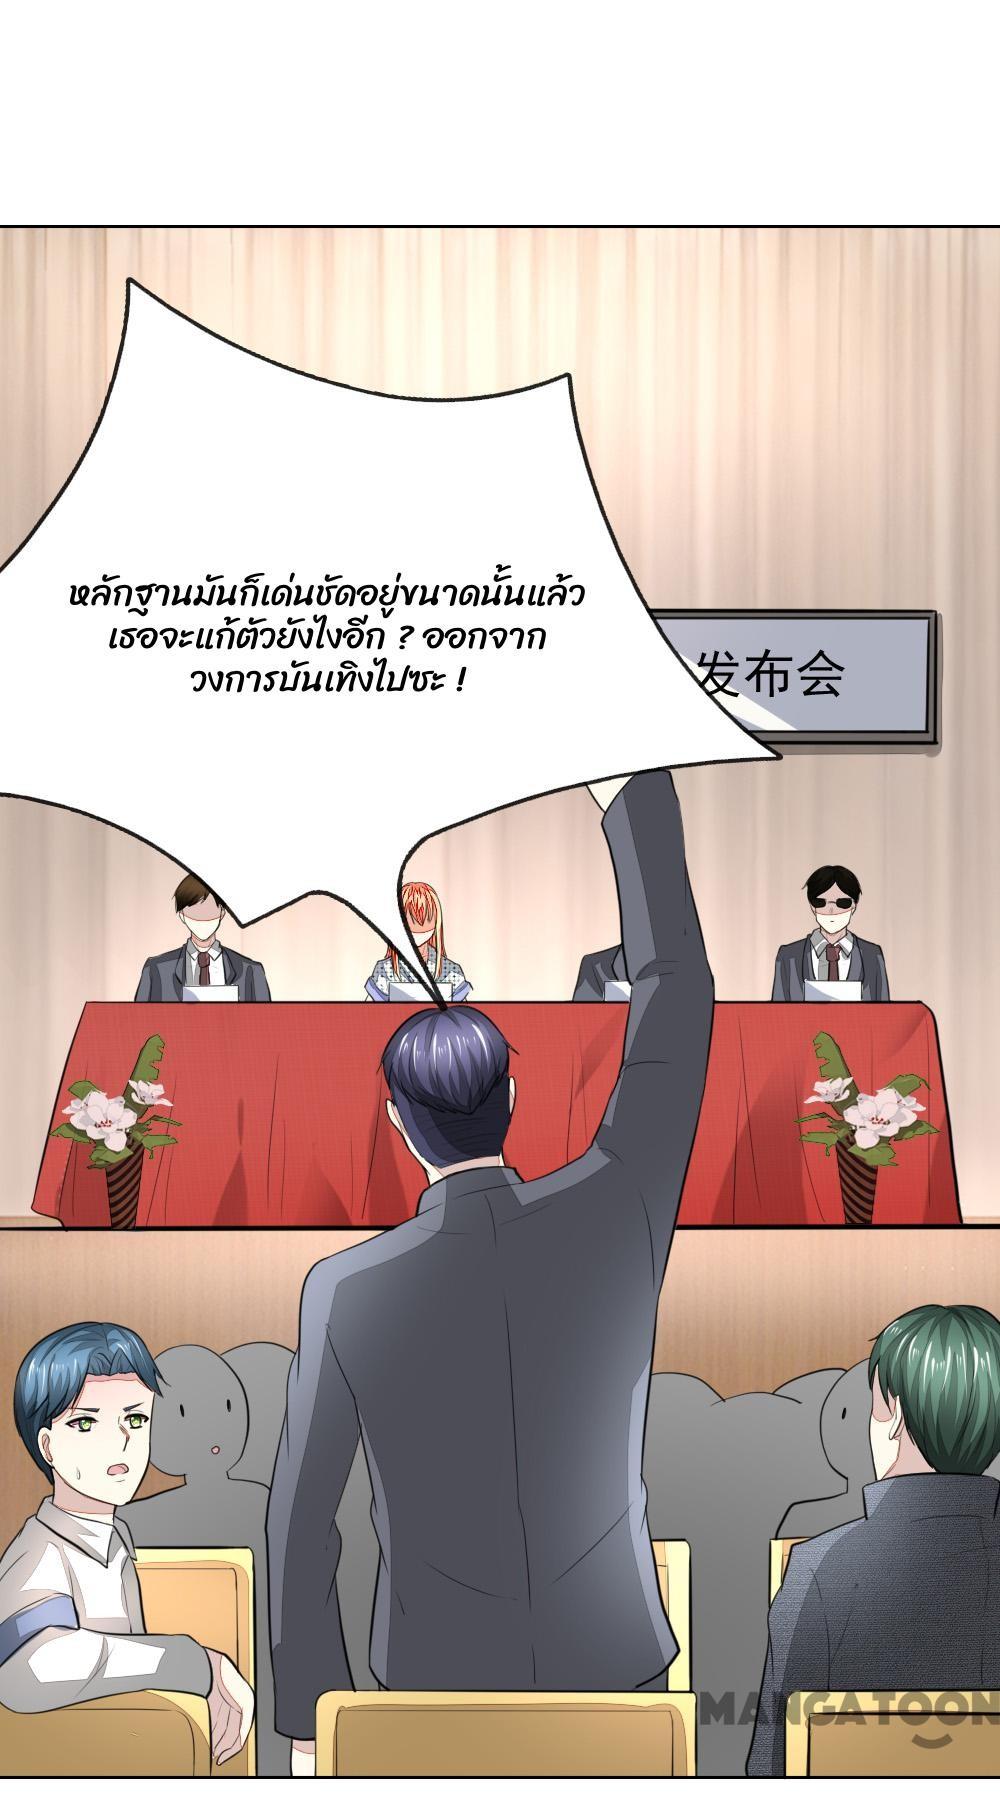 หลักฐานมันก็เด่นชัดอยู่ขนาดนั้นแล้ว
เธอจะแก้ตัวยังไงอีก ? ออกจาก
วงการบันเทิงไปซะ !
发布会
MANGATOON